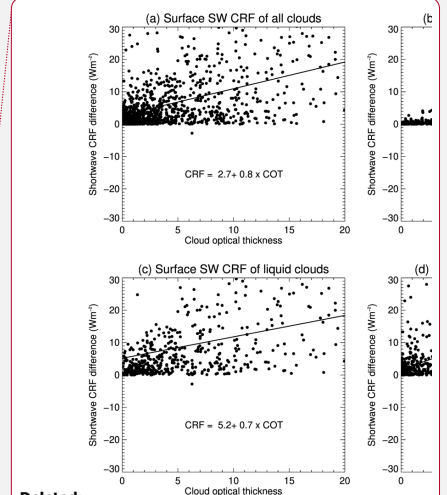 (a) Surface SW CRF of all clouds
(b
30
20
10
0
−10
−20
−30
Shortwave CRF difference (Wm⁻²)
CRF = 2.7+ 0.8 x COT
0 5 10 15 20
Cloud optical thickness
30
20
10
0
−10
−20
−30
Shortwave CRF difference (Wm⁻²)
0
(c) Surface SW CRF of liquid clouds
(d)
30
20
10
0
−10
−20
−30
Shortwave CRF difference (Wm⁻²)
CRF = 5.2+ 0.7 x COT
0 5 10 15 20
Cloud optical thickness
30
20
10
0
−10
−20
−30
Shortwave CRF difference (Wm⁻²)
0